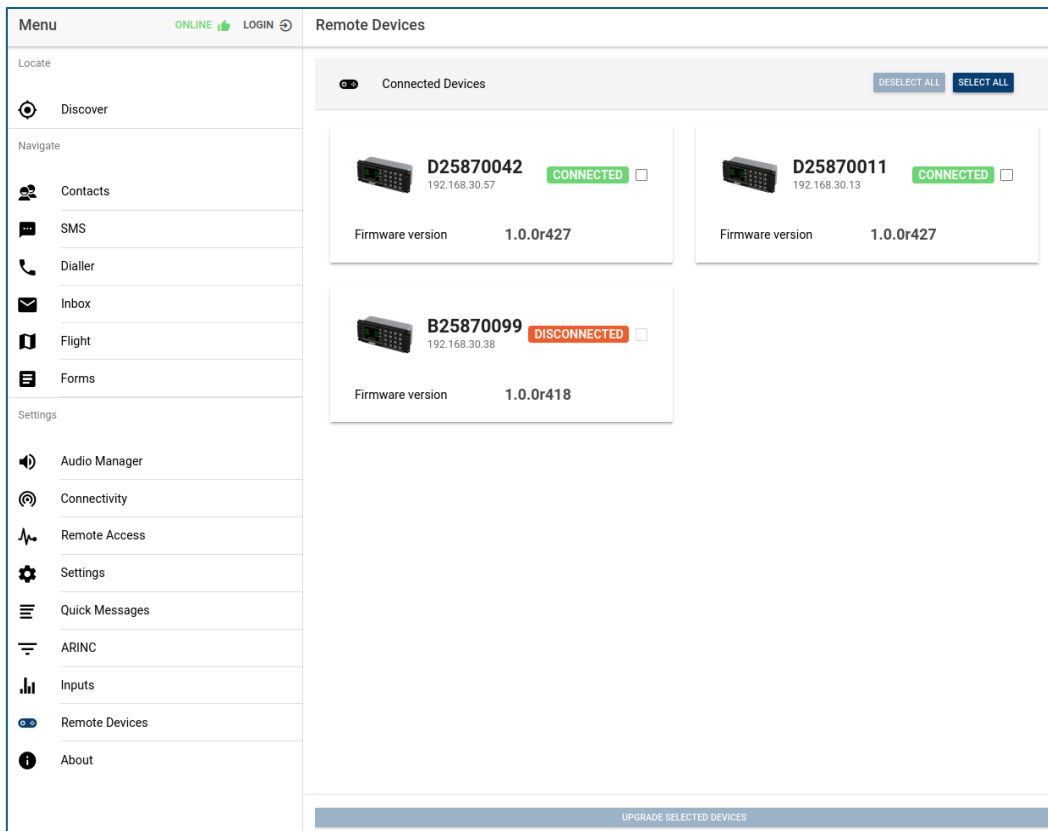 Menu
ONLINE
LOGIN
Remote Devices
Locate
Discover
Navigate
Contacts
SMS
Dialler
Inbox
Flight
Forms
Settings
Audio Manager
Connectivity
Remote Access
Settings
Quick Messages
ARINC
Inputs
Remote Devices
About
Connected Devices
DESELECT ALL
SELECT ALL
D25870042
192.168.30.57
CONNECTED
Firmware version 1.0.0r427
D25870011
192.168.30.13
CONNECTED
Firmware version 1.0.0r427
B25870099
192.168.30.38
DISCONNECTED
Firmware version 1.0.0r418
UPGRADE SELECTED DEVICES